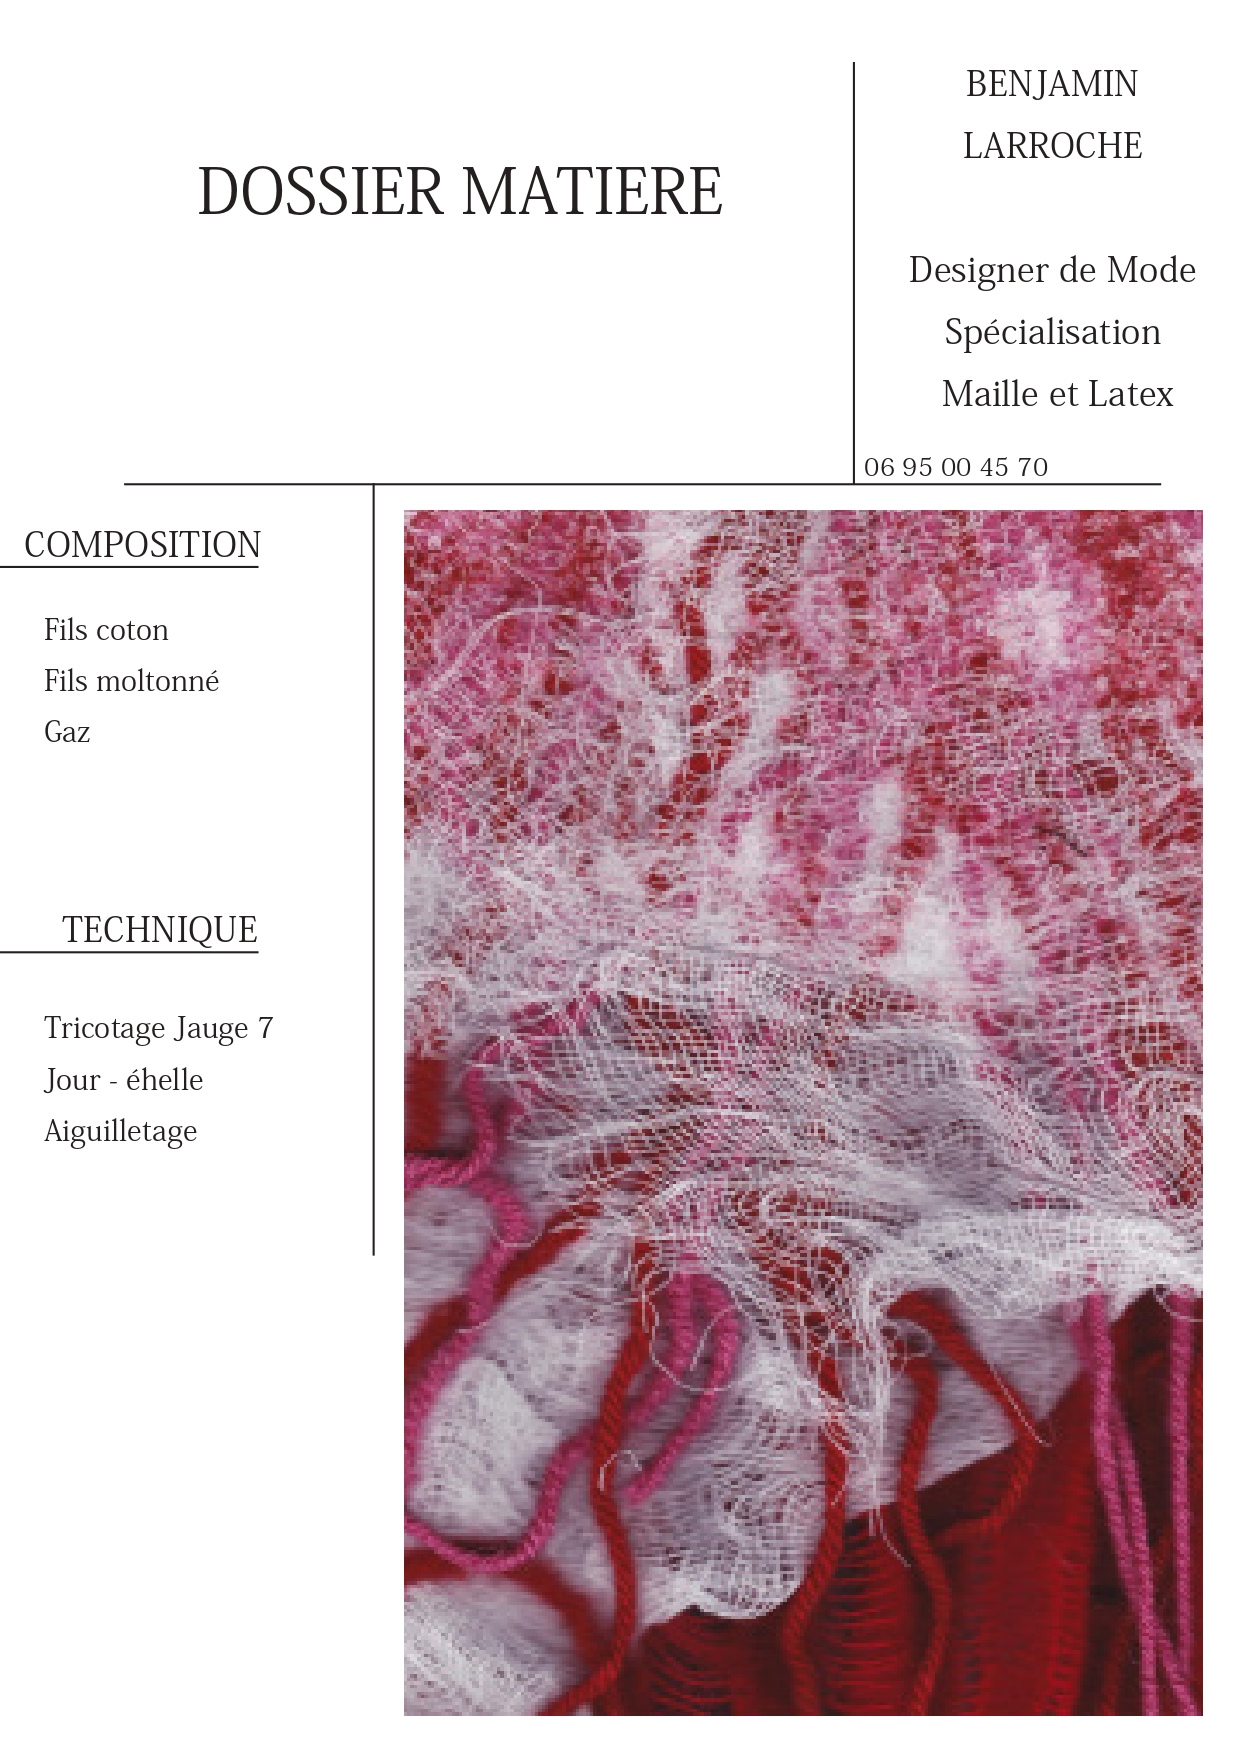 DOSSIER MATIERE
BENJAMIN
LARROCHE
Designer de Mode
Spécialisation
Maille et Latex
06 95 00 45 70
COMPOSITION
Fils coton
Fils moltonné
Gaz
TECHNIQUE
Tricotage Jauge 7
Jour - éhelle
Aiguilletage